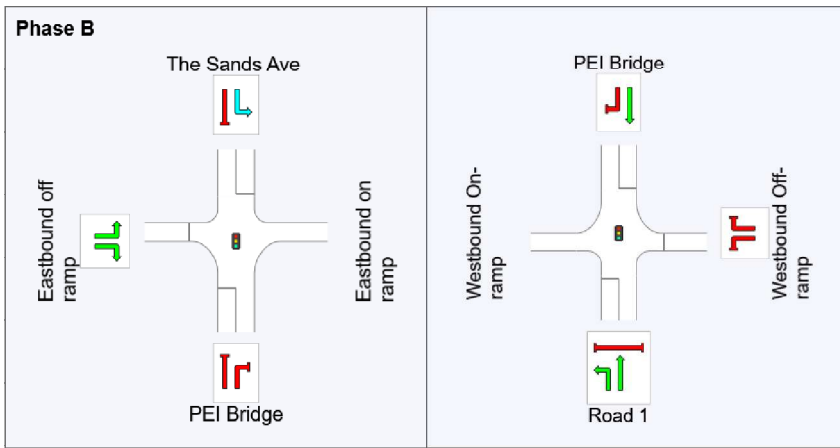 Phase B
The Sands Ave
Eastbound off
ramp
Eastbound on
ramp
PEI Bridge
PEI Bridge
Westbound On-
ramp
Westbound Off-
ramp
Road 1